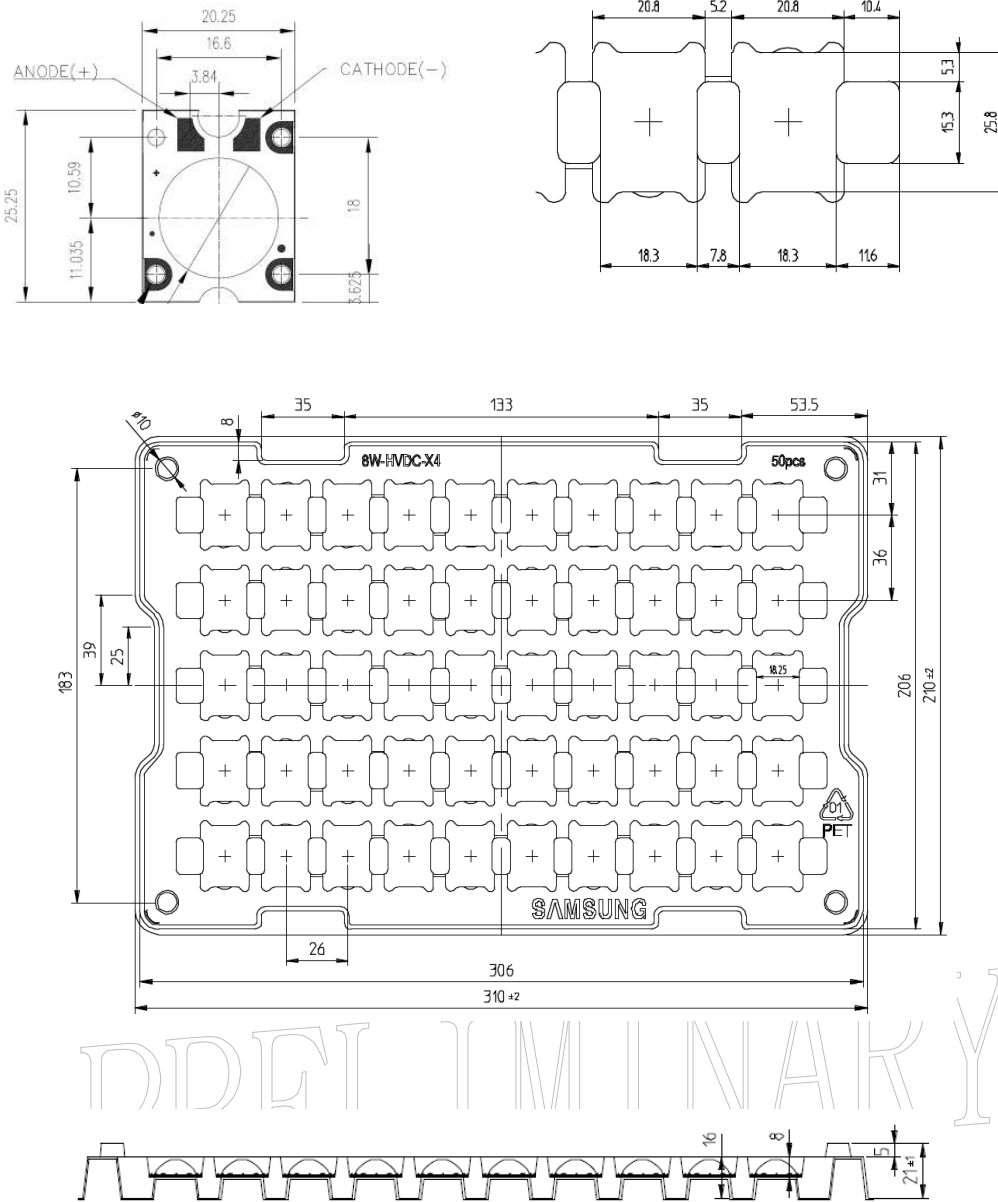 20.25
16.6
3.84
ANODE(+)
CATHODE(-)
25.25
10.59
11.035
18
3.625
20.8 5.2 20.8 10.4
5.3
15.3
25.8
18.3 7.8 18.3 11.6
35 133 35 53.5
ø10
8
8W-HVDC-X4
50pcs
31
36
39
25
183
18.25
206
210 ±2
01
PET
SAMSUNG
26
306
310 ±2
PRELIMINARY
16
8
5
21 ±1